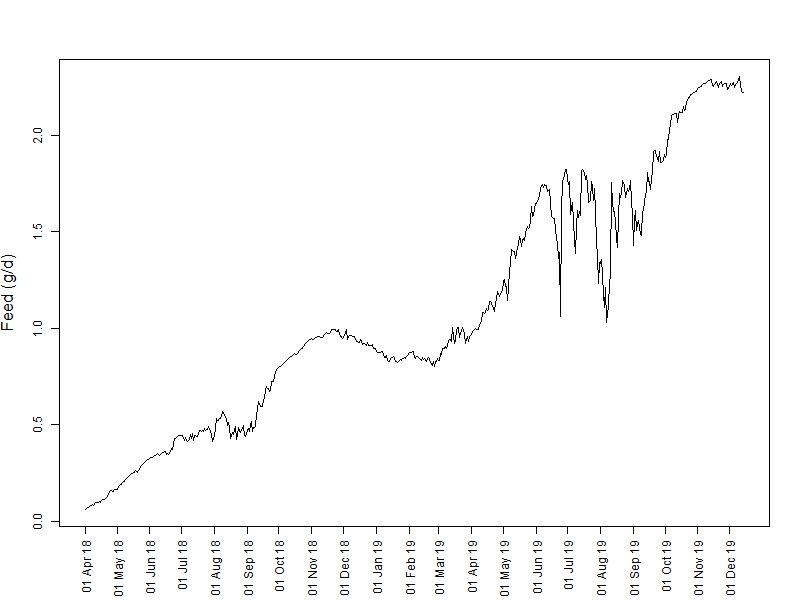 Feed (g/d)
2.0
1.5
1.0
0.5
0.0
01 Apr 18
01 May 18
01 Jun 18
01 Jul 18
01 Aug 18
01 Sep 18
01 Oct 18
01 Nov 18
01 Dec 18
01 Jan 19
01 Feb 19
01 Mar 19
01 Apr 19
01 May 19
01 Jun 19
01 Jul 19
01 Aug 19
01 Sep 19
01 Oct 19
01 Nov 19
01 Dec 19